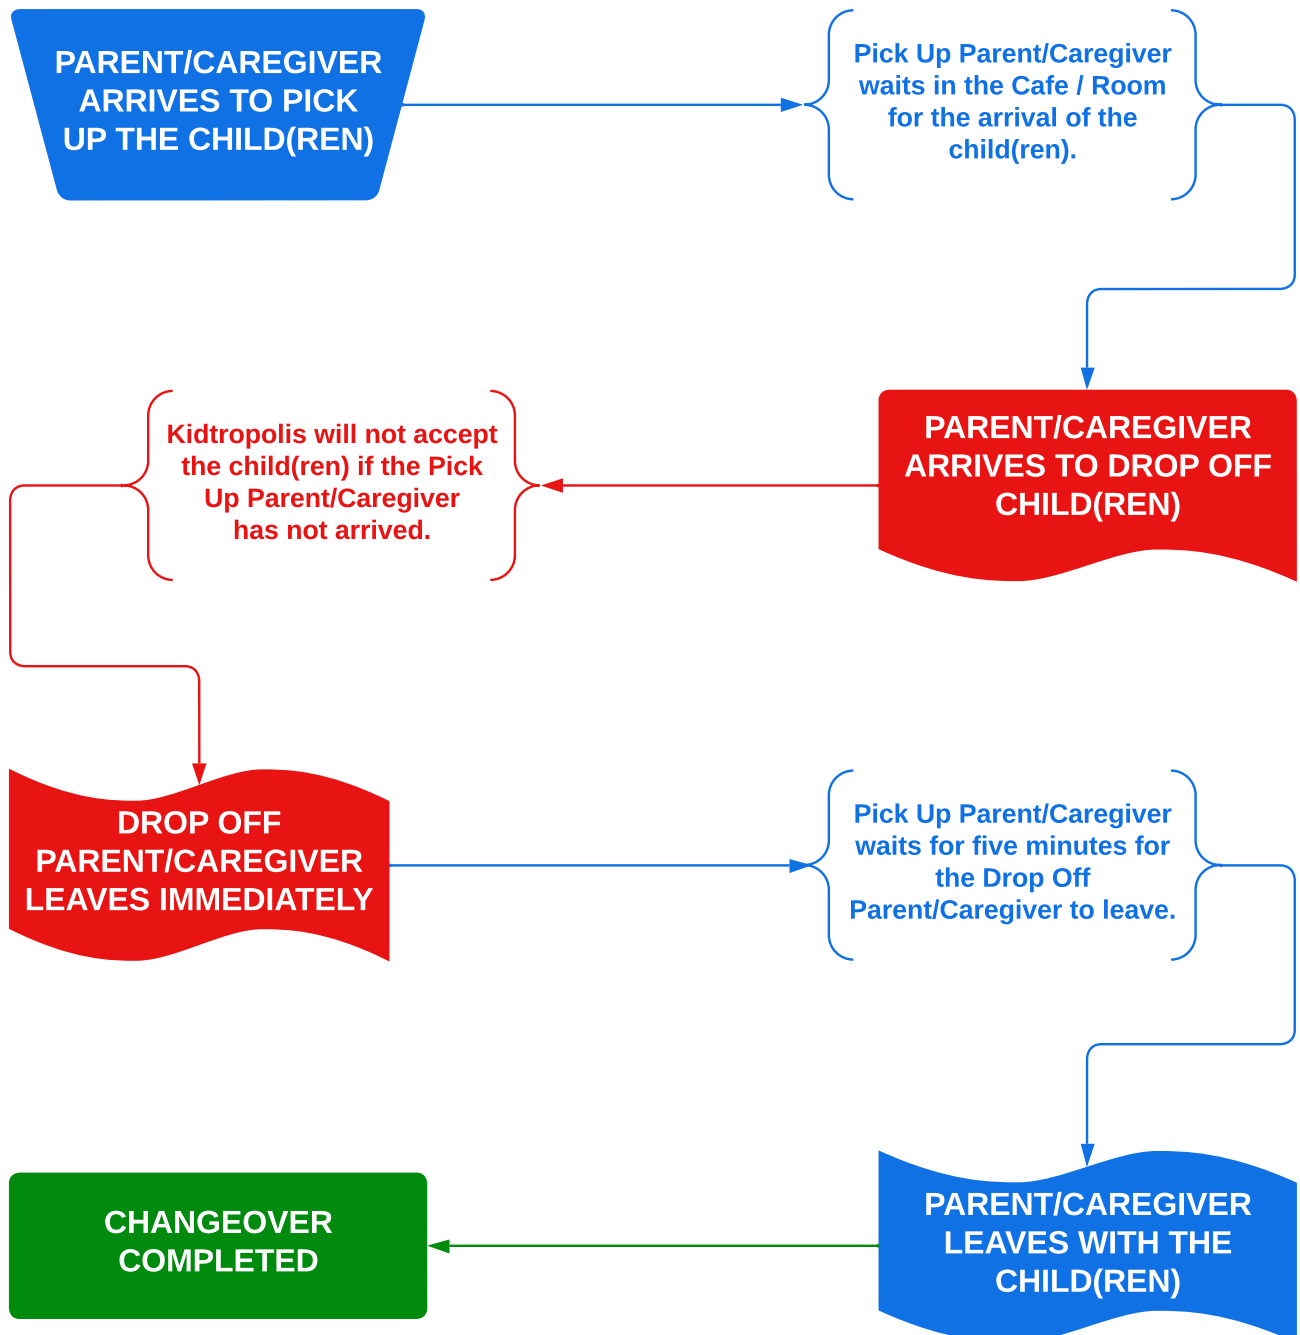 PARENT/CAREGIVER
ARRIVES TO PICK
UP THE CHILD(REN)
Pick Up Parent/Caregiver
waits in the Cafe / Room
for the arrival of the
child(ren).
PARENT/CAREGIVER
ARRIVES TO DROP OFF
CHILD(REN)
Kidtropolis will not accept
the child(ren) if the Pick
Up Parent/Caregiver
has not arrived.
DROP OFF
PARENT/CAREGIVER
LEAVES IMMEDIATELY
Pick Up Parent/Caregiver
waits for five minutes for
the Drop Off
Parent/Caregiver to leave.
PARENT/CAREGIVER
LEAVES WITH THE
CHILD(REN)
CHANGEOVER
COMPLETED